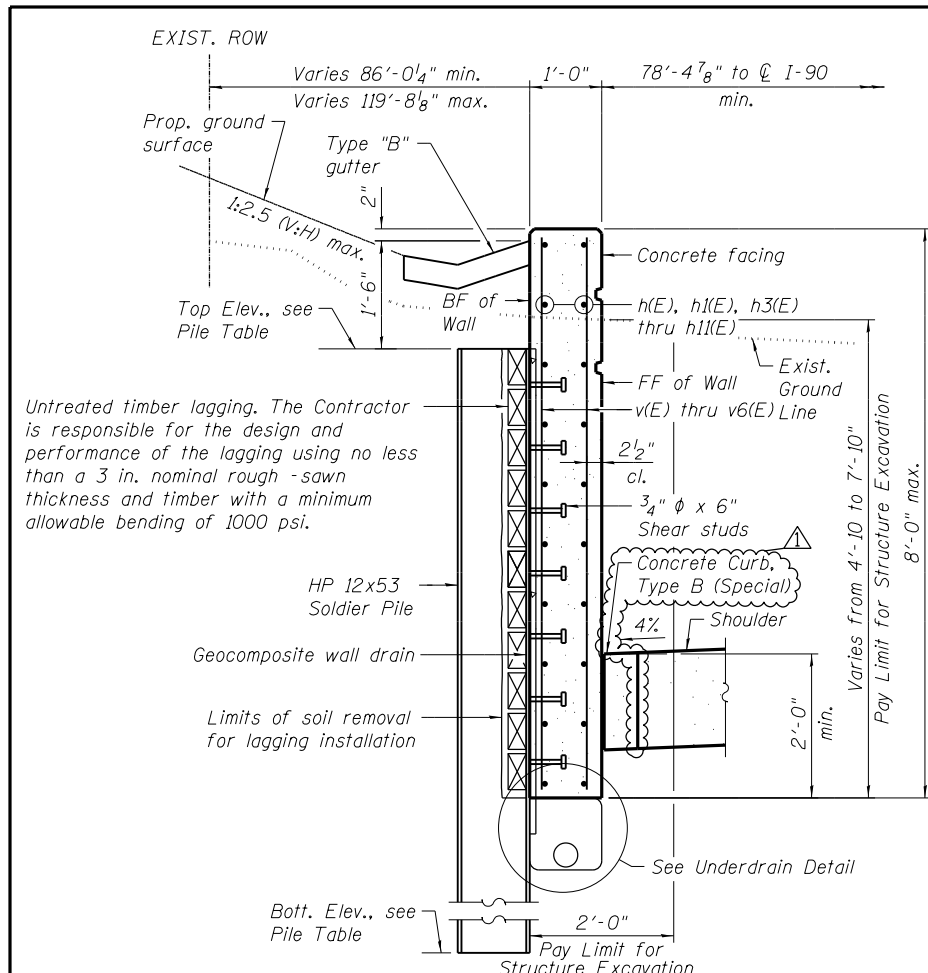 EXIST. ROW
Varies 86'-0¼" min.
Varies 119'-8⅛" max.
1'-0"
78'-4⅞" to ℄ I-90
min.
Prop. ground
surface
Type "B"
gutter
2"
1:2.5 (V:H) max.
1'-6"
Concrete facing
BF of
Wall
h(E), h1(E), h3(E)
thru h11(E)
Top Elev., see
Pile Table
Exist.
Ground
Line
FF of Wall
v(E) thru v6(E)
Untreated timber lagging. The Contractor
is responsible for the design and
performance of the lagging using no less
than a 3 in. nominal rough -sawn
thickness and timber with a minimum
allowable bending of 1000 psi.
2½"
cl.
¾" ϕ x 6"
Shear studs
1
Concrete Curb,
Type B (Special)
4%
Shoulder
HP 12x53
Soldier Pile
Geocomposite wall drain
Limits of soil removal
for lagging installation
2'-0"
min.
Varies from 4'-10 to 7'-10"
Pay Limit for Structure Excavation
8'-0" max.
See Underdrain Detail
Bott. Elev., see
Pile Table
2'-0"
Pay Limit for
Structure Excavation